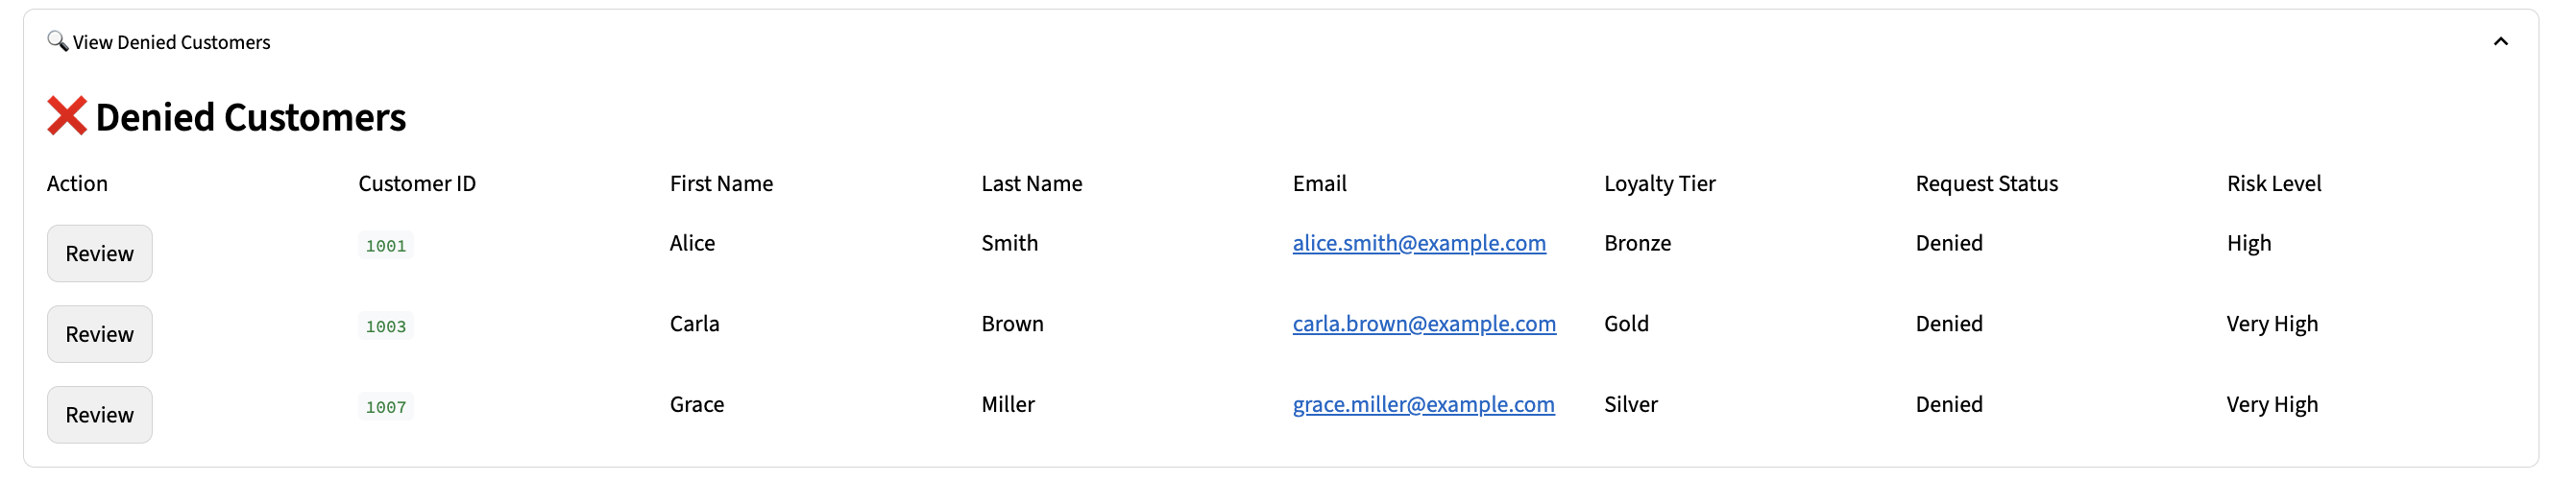 🔍 View Denied Customers
❌ Denied Customers
Action Customer ID First Name Last Name Email Loyalty Tier Request Status Risk Level
Review 1001 Alice Smith alice.smith@example.com Bronze Denied High
Review 1003 Carla Brown carla.brown@example.com Gold Denied Very High
Review 1007 Grace Miller grace.miller@example.com Silver Denied Very High